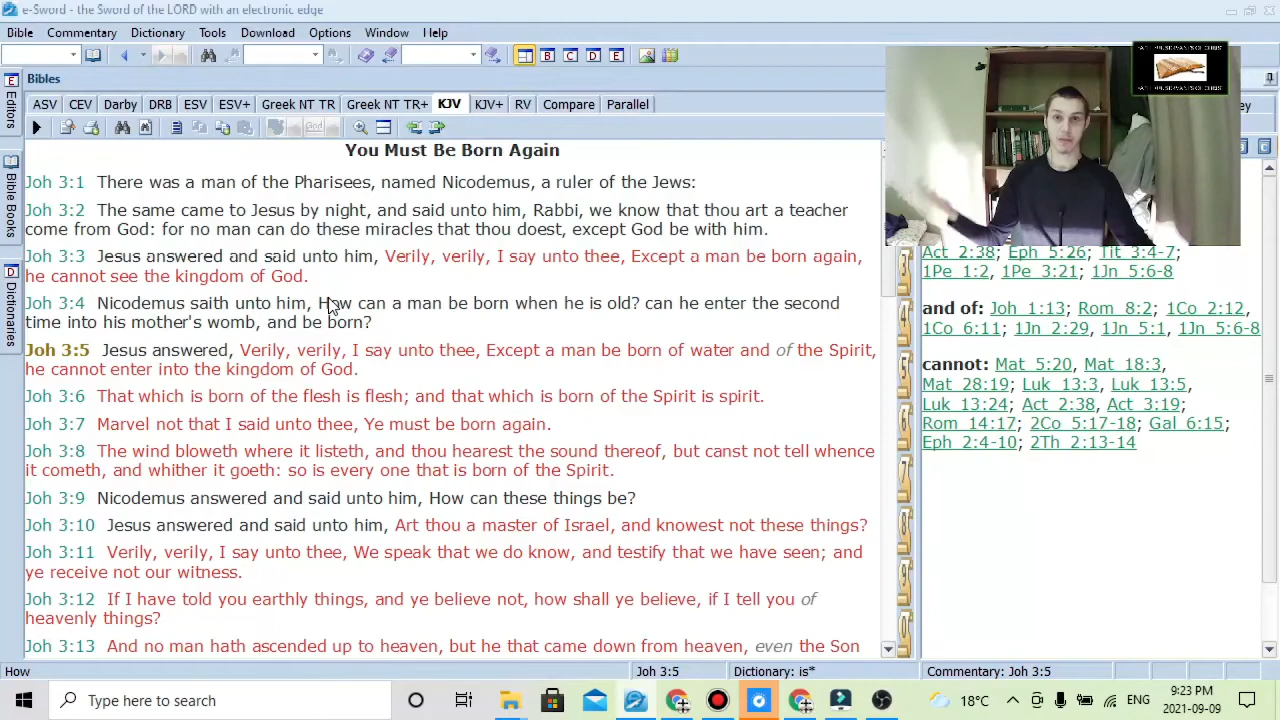 e-Sword - the Sword of the LORD with an electronic edge
Bible Commentary Dictionary Tools Download Options Window Help
B C D E
Bibles
ASV CEV Darby DRB ESV ESV+ Greek NT TR Greek NT TR+ KJV KJV+ RV Compare Parallel
Editors
Bible Books
Dictionaries
You Must Be Born Again
Joh 3:1 There was a man of the Pharisees, named Nicodemus, a ruler of the Jews:
Joh 3:2 The same came to Jesus by night, and said unto him, Rabbi, we know that thou art a teacher
come from God: for no man can do these miracles that thou doest, except God be with him.
Joh 3:3 Jesus answered and said unto him, Verily, verily, I say unto thee, Except a man be born again,
he cannot see the kingdom of God.
Joh 3:4 Nicodemus saith unto him, How can a man be born when he is old? can he enter the second
time into his mother's womb, and be born?
Joh 3:5 Jesus answered, Verily, verily, I say unto thee, Except a man be born of water and of the Spirit,
he cannot enter into the kingdom of God.
Joh 3:6 That which is born of the flesh is flesh; and that which is born of the Spirit is spirit.
Joh 3:7 Marvel not that I said unto thee, Ye must be born again.
Joh 3:8 The wind bloweth where it listeth, and thou hearest the sound thereof, but canst not tell whence
it cometh, and whither it goeth: so is every one that is born of the Spirit.
Joh 3:9 Nicodemus answered and said unto him, How can these things be?
Joh 3:10 Jesus answered and said unto him, Art thou a master of Israel, and knowest not these things?
Joh 3:11 Verily, verily, I say unto thee, We speak that we do know, and testify that we have seen; and
ye receive not our witness.
Joh 3:12 If I have told you earthly things, and ye believe not, how shall ye believe, if I tell you of
heavenly things?
Joh 3:13 And no man hath ascended up to heaven, but he that came down from heaven, even the Son
3
4
5
6
7
8
9
0
Act 2:38; Eph 5:26; Tit 3:4-7;
1Pe 1:2, 1Pe 3:21; 1Jn 5:6-8
and of: Joh 1:13; Rom 8:2; 1Co 2:12,
1Co 6:11; 1Jn 2:29, 1Jn 5:1, 1Jn 5:6-8
cannot: Mat 5:20, Mat 18:3,
Mat 28:19; Luk 13:3, Luk 13:5,
Luk 13:24; Act 2:38, Act 3:19;
Rom 14:17; 2Co 5:17-18; Gal 6:15;
Eph 2:4-10; 2Th 2:13-14
How
Joh 3:5
Dictionary: is*
Commentary: Joh 3:5
Type here to search
18°C
ENG
9:23 PM
2021-09-09